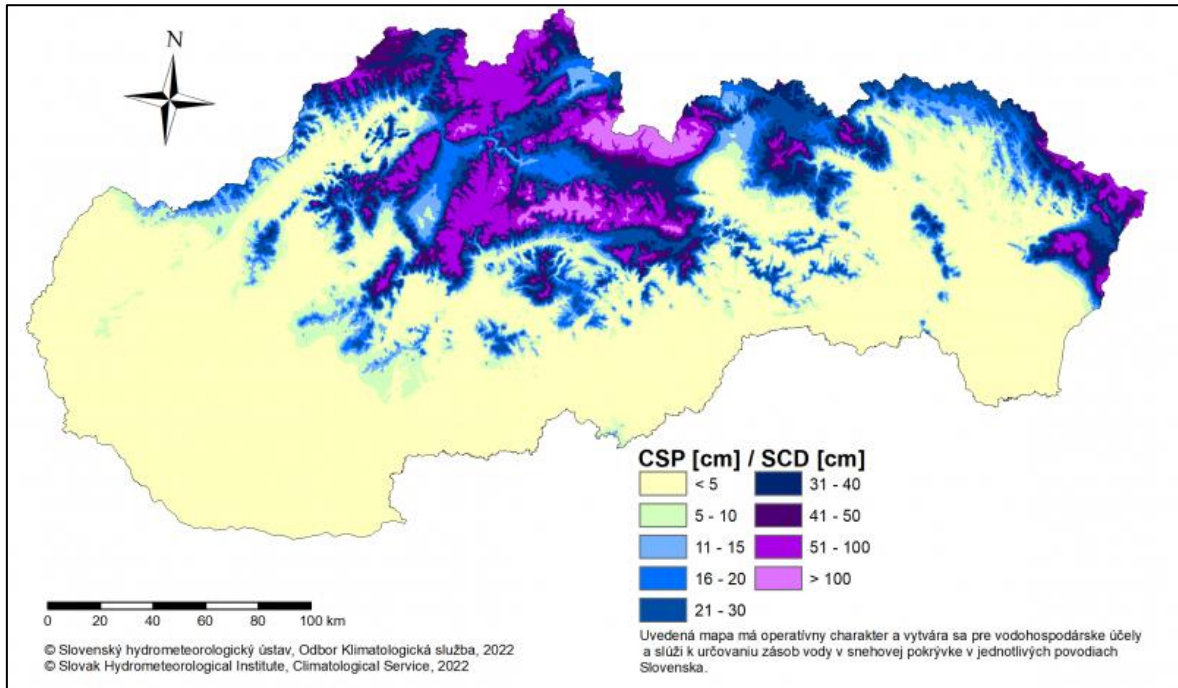 N
CSP [cm] / SCD [cm]
< 5
5 - 10
11 - 15
16 - 20
21 - 30
31 - 40
41 - 50
51 - 100
> 100
0 20 40 60 80 100 km
© Slovenský hydrometeorologický ústav, Odbor Klimatologická služba, 2022
© Slovak Hydrometeorological Institute, Climatological Service, 2022
Uvedená mapa má operatívny charakter a vytvára sa pre vodohospodárske účely
a slúži k určovaniu zásob vody v snehovej pokrývke v jednotlivých povodiach
Slovenska.